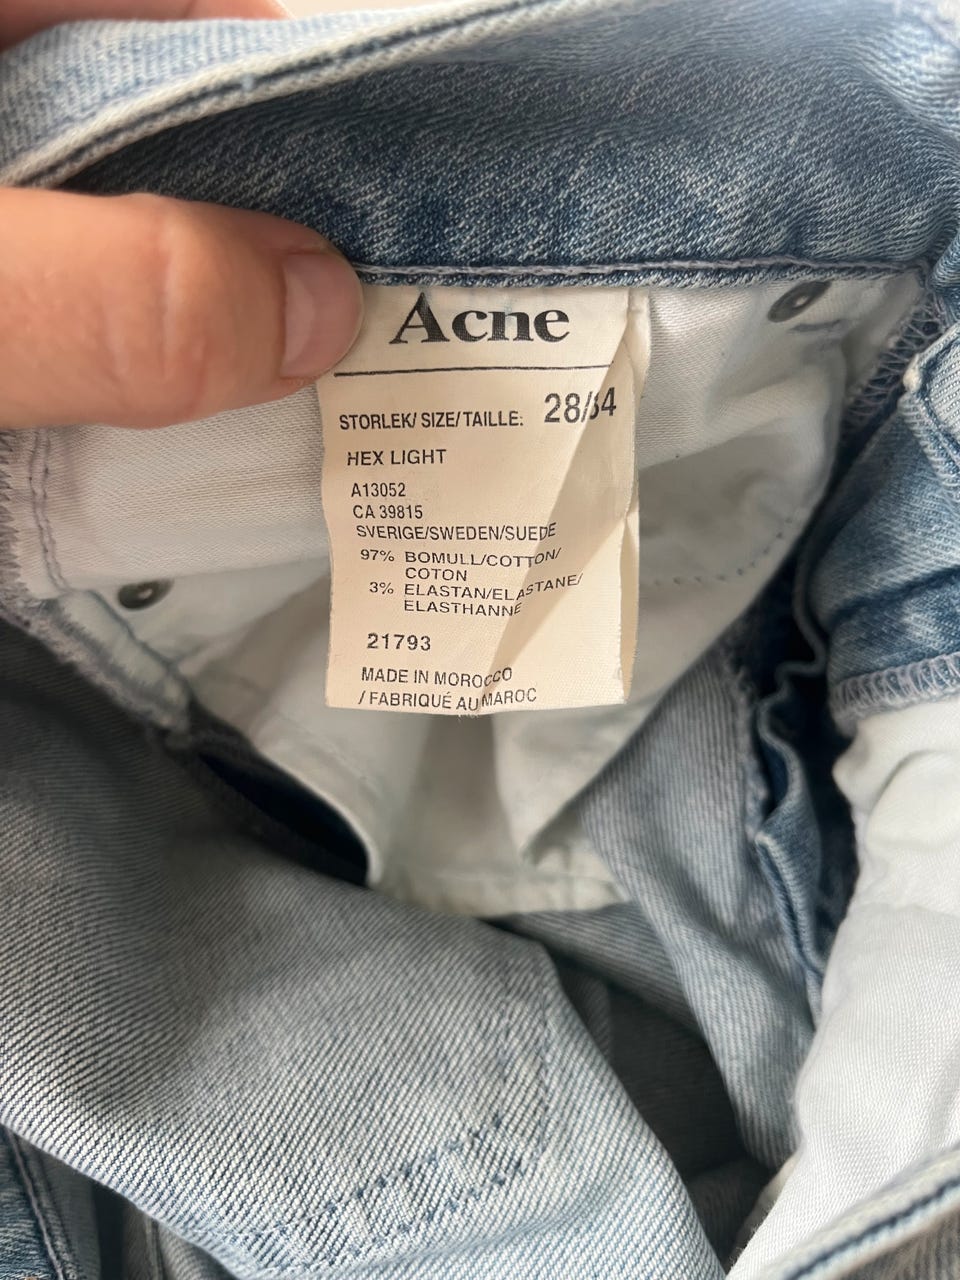 Acne
STORLEK/ SIZE/TAILLE: 28/34
HEX LIGHT
A13052
CA 39815
SVERIGE/SWEDEN/SUEDE
97% BOMULL/COTTON/
COTON
3% ELASTAN/ELASTANE/
ELASTHANNE
21793
MADE IN MOROCCO
/ FABRIQUÉ AU MAROC